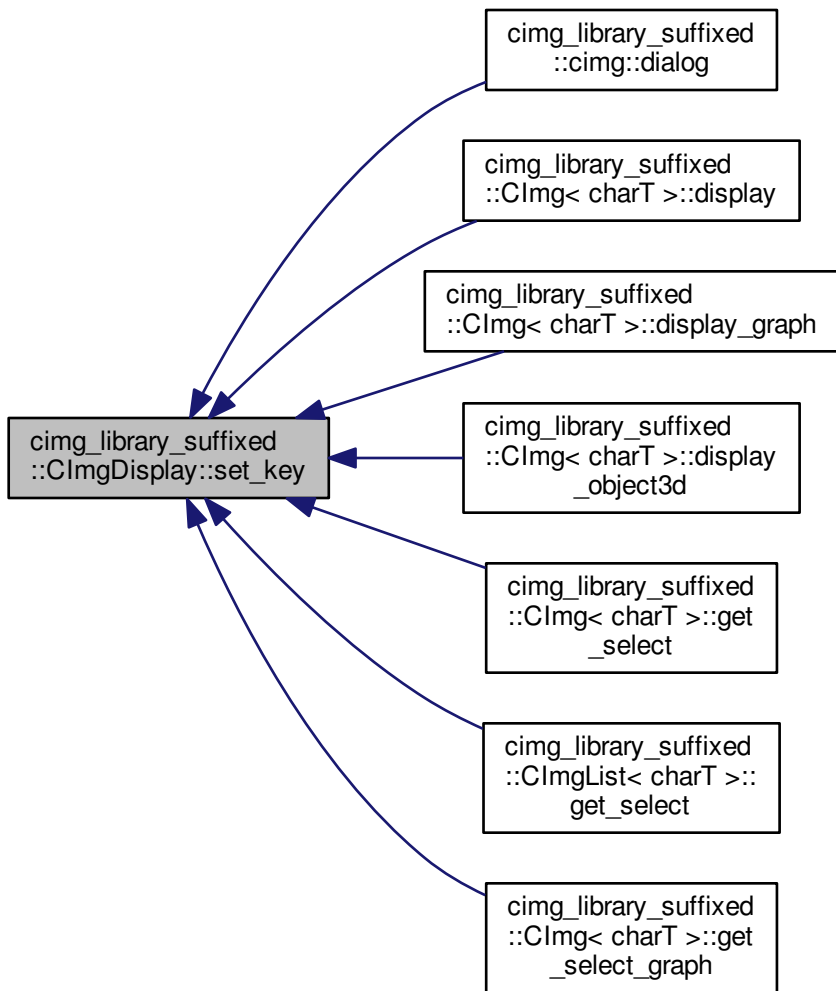 cimg_library_suffixed
::cimg::dialog
cimg_library_suffixed
::CImg< charT >::display
cimg_library_suffixed
::CImg< charT >::display_graph
cimg_library_suffixed
::CImgDisplay::set_key
cimg_library_suffixed
::CImg< charT >::display
_object3d
cimg_library_suffixed
::CImg< charT >::get
_select
cimg_library_suffixed
::CImgList< charT >::
get_select
cimg_library_suffixed
::CImg< charT >::get
_select_graph